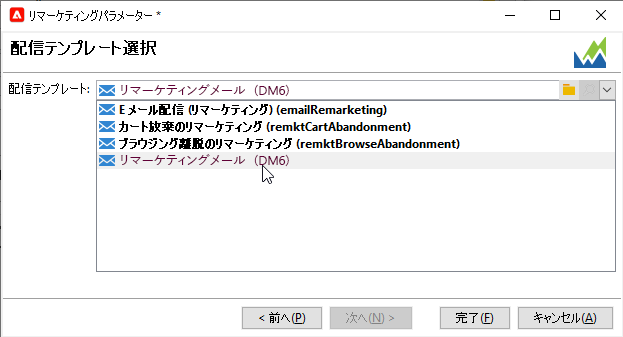 リマーケティングパラメーター *
配信テンプレート選択
配信テンプレート: リマーケティングメール (DM6)
Eメール配信 (リマーケティング) (emailRemarketing)
カート放棄のリマーケティング (remktCartAbandonment)
ブラウジング離脱のリマーケティング (remktBrowseAbandonment)
リマーケティングメール (DM6)
< 前へ(P) 次へ(N) > 完了(F) キャンセル(A)